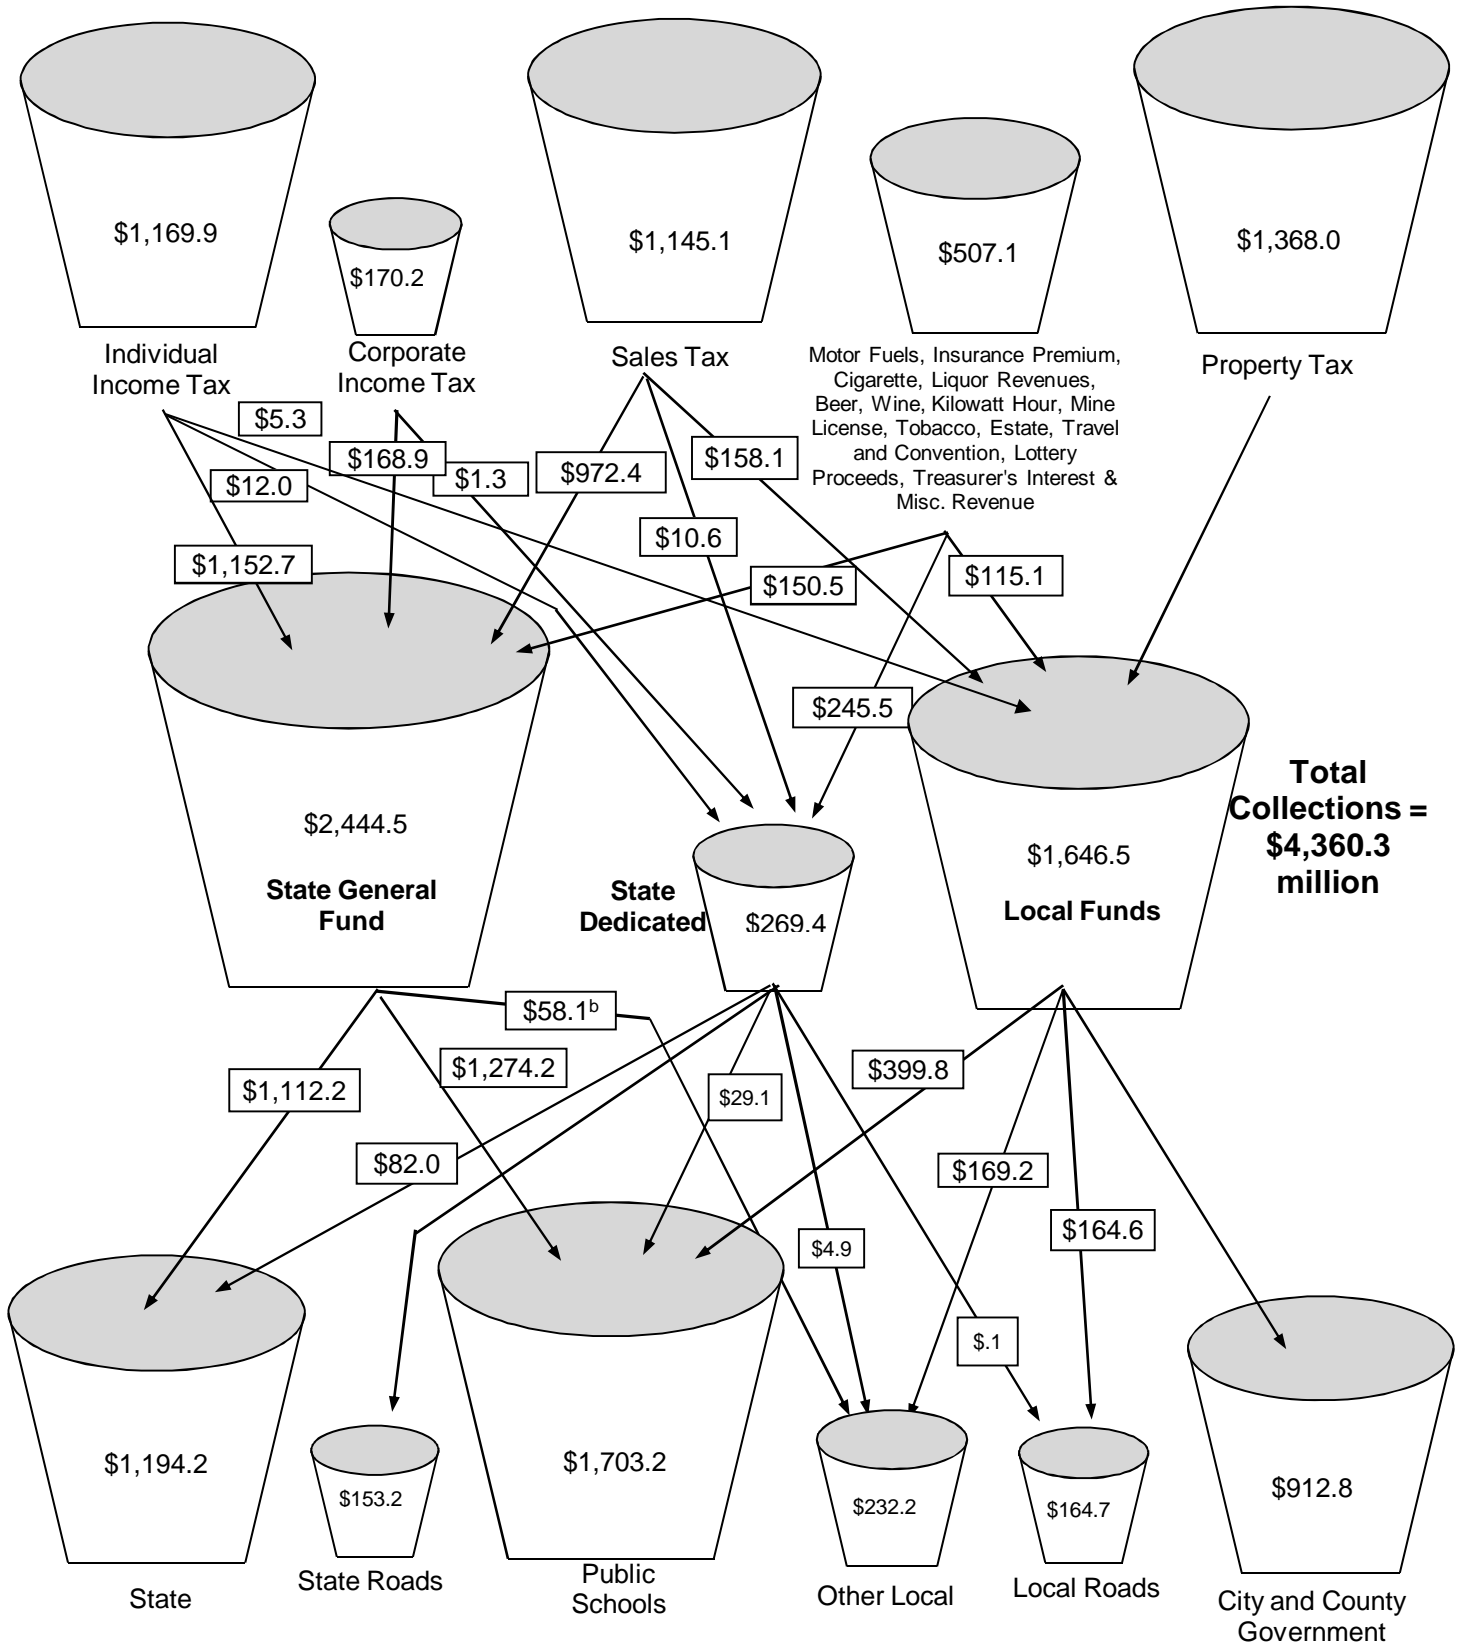 $1,169.9
$170.2
$1,145.1
$507.1
$1,368.0
Individual
Income Tax
Corporate
Income Tax
Sales Tax
Motor Fuels, Insurance Premium,
Cigarette, Liquor Revenues,
Beer, Wine, Kilowatt Hour, Mine
License, Tobacco, Estate, Travel
and Convention, Lottery
Proceeds, Treasurer's Interest &
Misc. Revenue
Property Tax
$5.3
$168.9
$1.3
$972.4
$158.1
$12.0
$10.6
$1,152.7
$150.5
$115.1
$245.5
$2,444.5
State General
Fund
State
Dedicated
$269.4
$1,646.5
Local Funds
Total
Collections =
$4,360.3
million
$58.1ᵇ
$1,274.2
$1,112.2
$29.1
$399.8
$82.0
$169.2
$4.9
$164.6
$.1
$1,194.2
$153.2
$1,703.2
$232.2
$164.7
$912.8
State
State Roads
Public
Schools
Other Local
Local Roads
City and County
Government